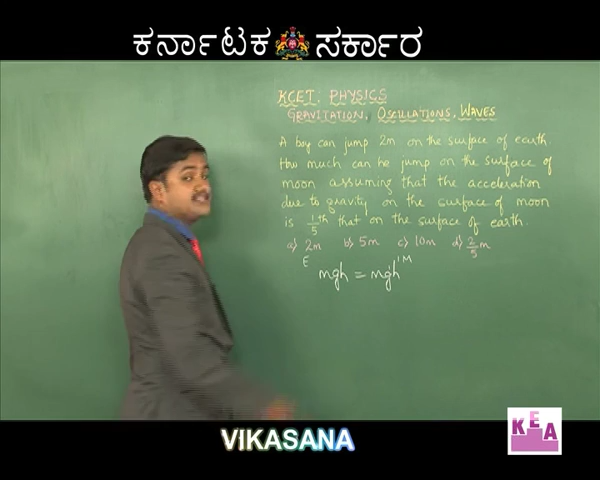 ಕರ್ನಾಟಕ ಸರ್ಕಾರ
KCET: PHYSICS
GRAVITATION, OSCILLATIONS, WAVES
A boy can jump 2m on the surface of earth.
How much can he jump on the surface of
moon assuming that the acceleration
due to gravity on the surface of moon
is 1/5 th that on the surface of earth.
a) 2m b) 5m c) 10m d) 2/5 m
E mgh = mg'h' M
KEA
VIKASANA